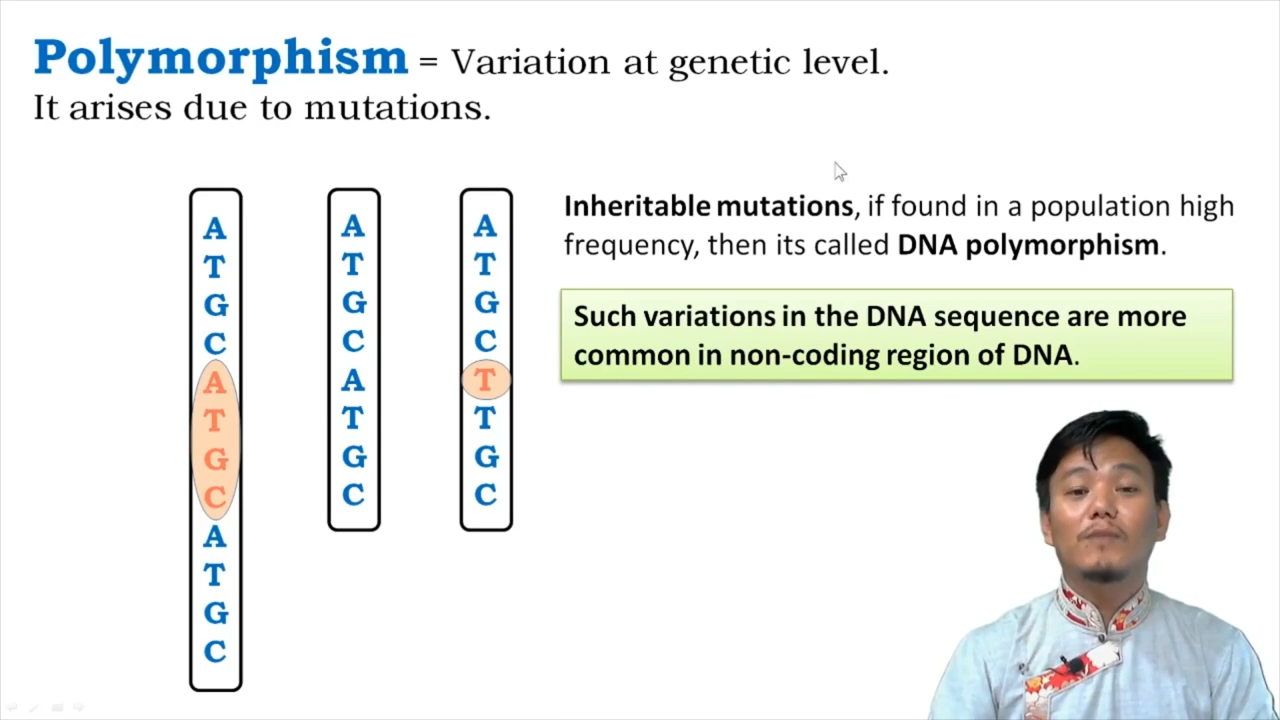 Polymorphism = Variation at genetic level.
It arises due to mutations.
A
T
G
C
A
T
G
C
A
T
G
C
A
T
G
C
A
T
G
C
A
T
G
C
T
T
G
C
Inheritable mutations, if found in a population high
frequency, then its called DNA polymorphism.
Such variations in the DNA sequence are more
common in non-coding region of DNA.